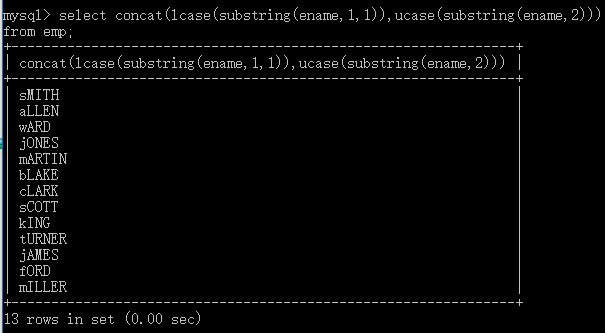 mysql> select concat(lcase(substring(ename,1,1)),ucase(substring(ename,2)))
from emp;
+---------------------------------------------------------------+
| concat(lcase(substring(ename,1,1)),ucase(substring(ename,2))) |
+---------------------------------------------------------------+
| sMITH |
| aLLEN |
| wARD |
| jONES |
| mARTIN |
| bLAKE |
| cLARK |
| sCOTT |
| kING |
| tURNER |
| jAMES |
| fORD |
| mILLER |
+---------------------------------------------------------------+
13 rows in set (0.00 sec)